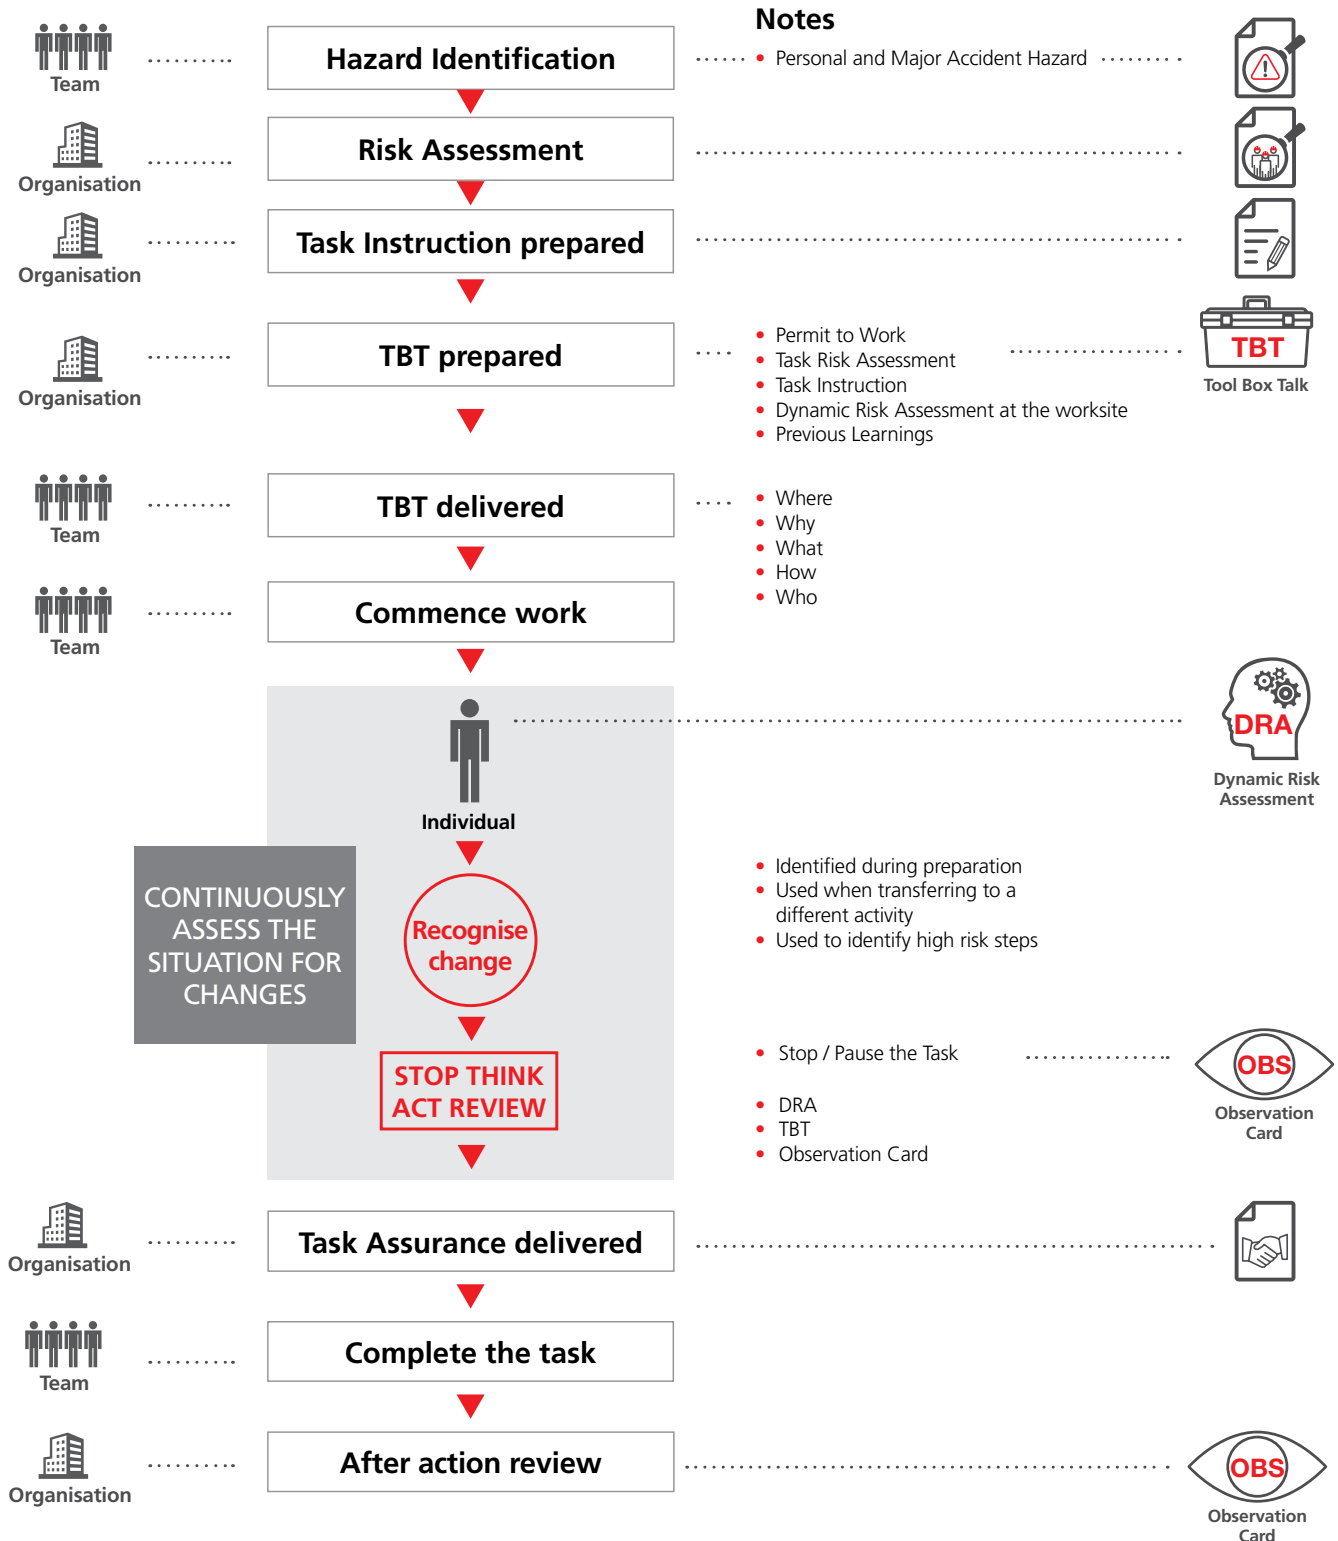 Notes
Team
Hazard Identification
• Personal and Major Accident Hazard
Organisation
Risk Assessment
Organisation
Task Instruction prepared
Organisation
TBT prepared
• Permit to Work
• Task Risk Assessment
• Task Instruction
• Dynamic Risk Assessment at the worksite
• Previous Learnings
TBT
Tool Box Talk
Team
TBT delivered
• Where
• Why
• What
• How
• Who
Team
Commence work
Individual
DRA
Dynamic Risk
Assessment
CONTINUOUSLY
ASSESS THE
SITUATION FOR
CHANGES
Recognise
change
• Identified during preparation
• Used when transferring to a
different activity
• Used to identify high risk steps
STOP THINK
ACT REVIEW
• Stop / Pause the Task
• DRA
• TBT
• Observation Card
OBS
Observation
Card
Organisation
Task Assurance delivered
Team
Complete the task
Organisation
After action review
OBS
Observation
Card